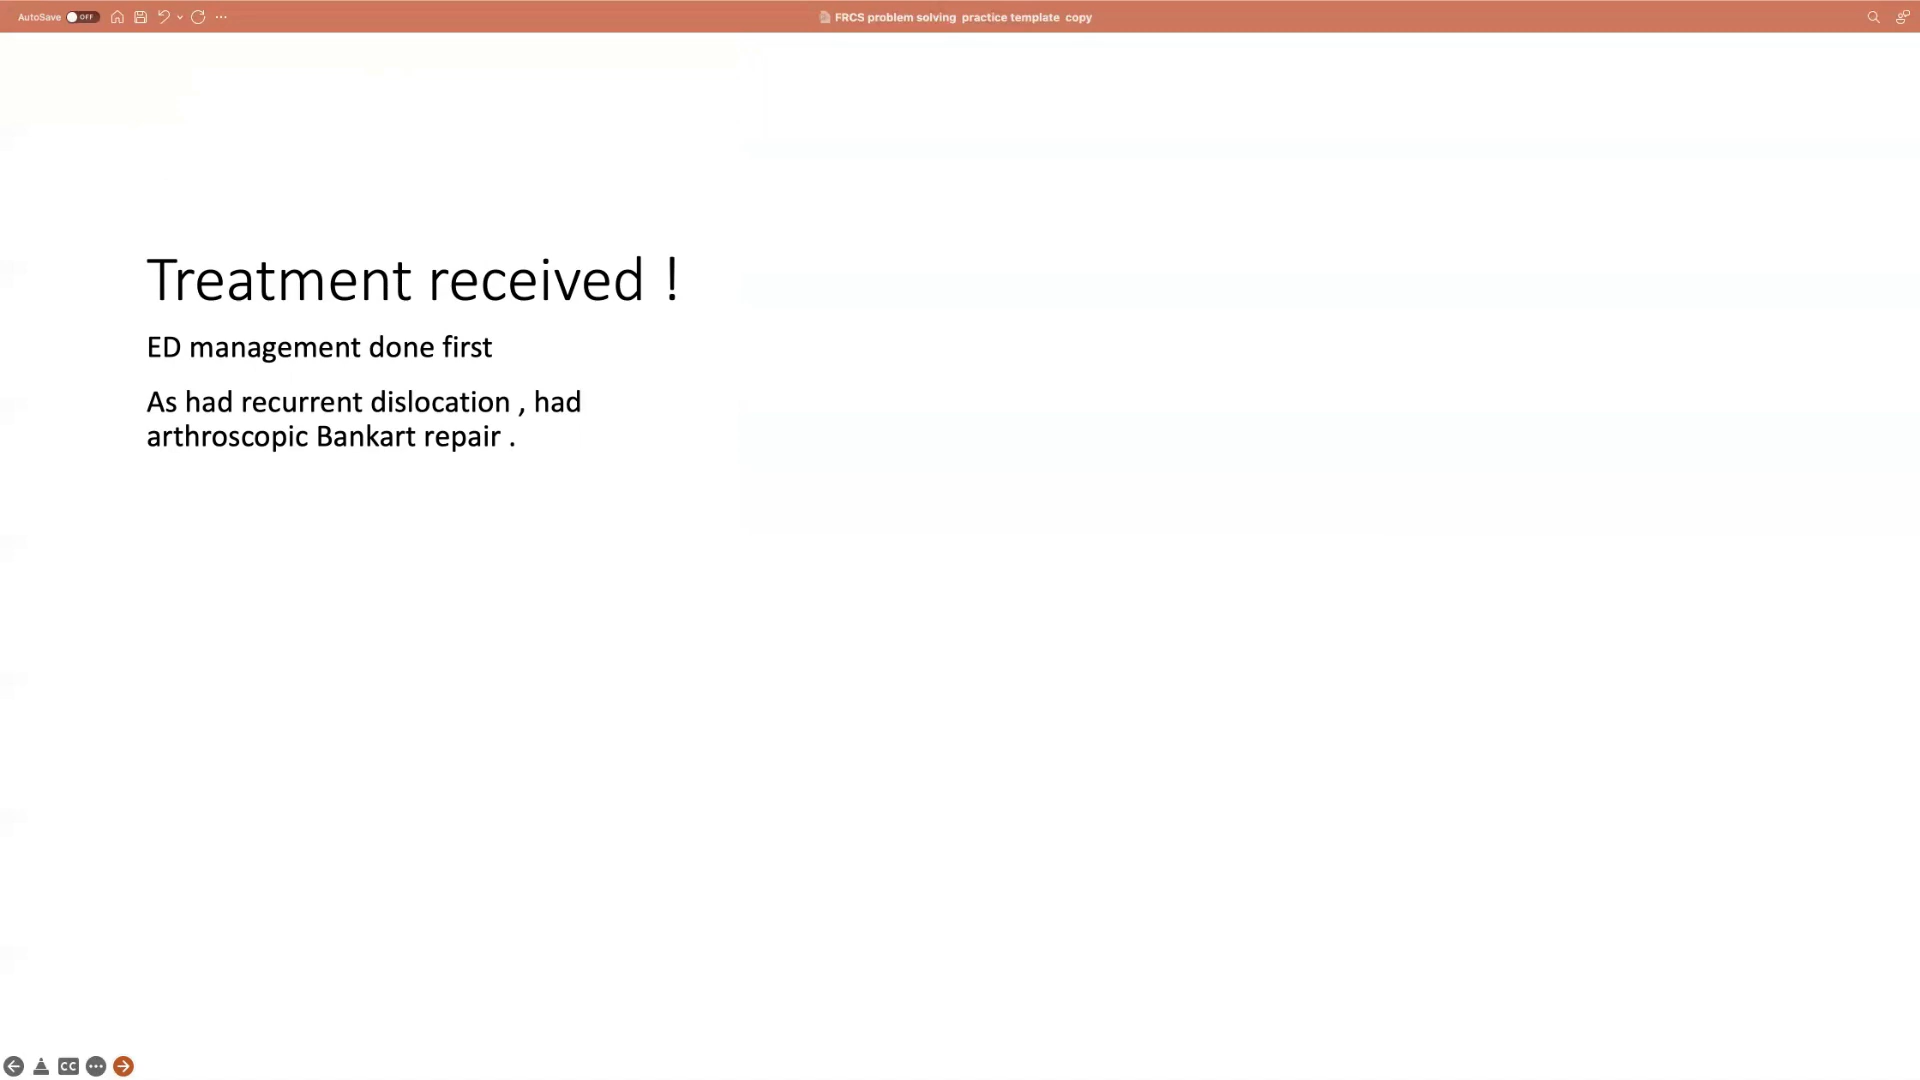 AutoSave OFF
FRCS problem solving practice template copy
Treatment received !
ED management done first
As had recurrent dislocation , had
arthroscopic Bankart repair .
CC